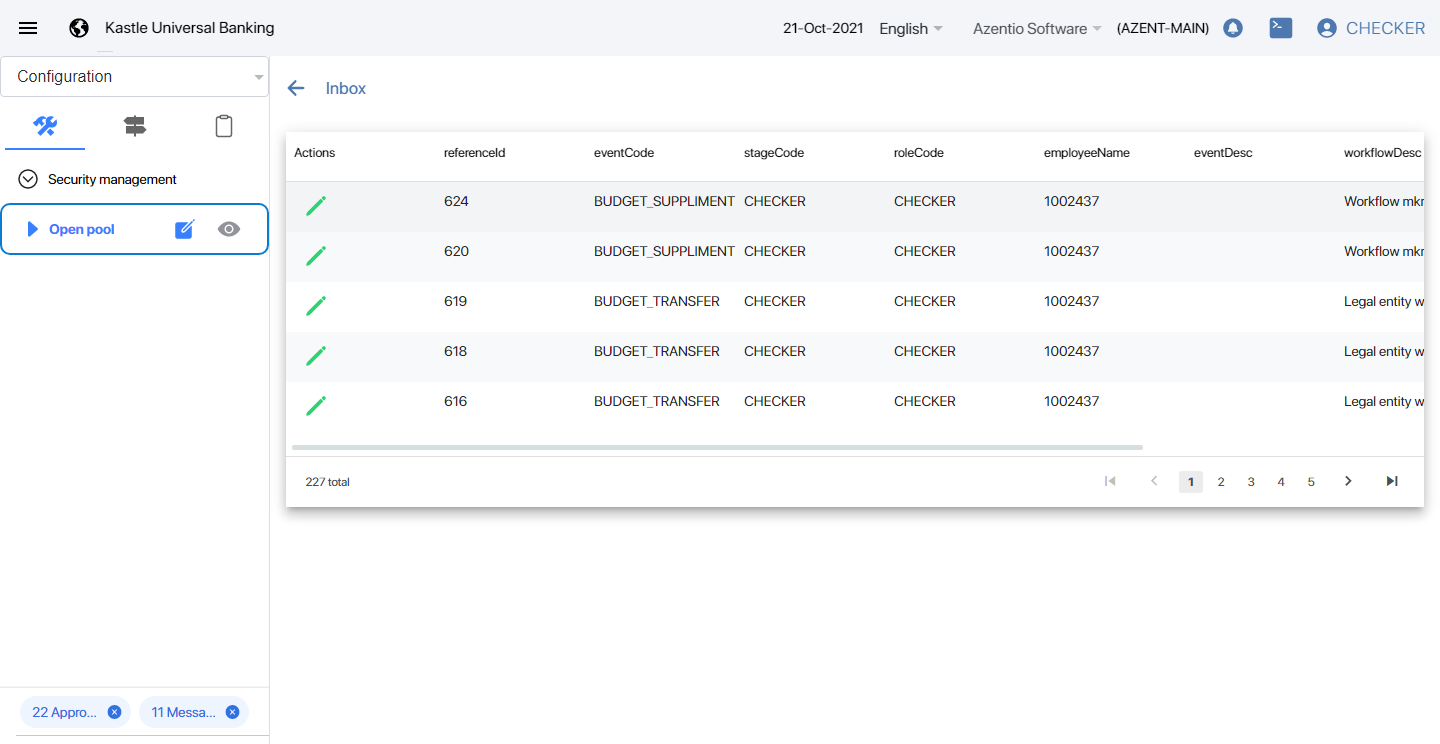 Kastle Universal Banking 21-Oct-2021 English Azentio Software (AZENT-MAIN) CHECKER
Configuration
Security management
Open pool
22 Appro... 11 Messa...
Inbox
Actions referenceId eventCode stageCode roleCode employeeName eventDesc workflowDesc
624 BUDGET_SUPPLIMENT CHECKER CHECKER 1002437 Workflow mkr
620 BUDGET_SUPPLIMENT CHECKER CHECKER 1002437 Workflow mkr
619 BUDGET_TRANSFER CHECKER CHECKER 1002437 Legal entity w
618 BUDGET_TRANSFER CHECKER CHECKER 1002437 Legal entity w
616 BUDGET_TRANSFER CHECKER CHECKER 1002437 Legal entity w
227 total 1 2 3 4 5